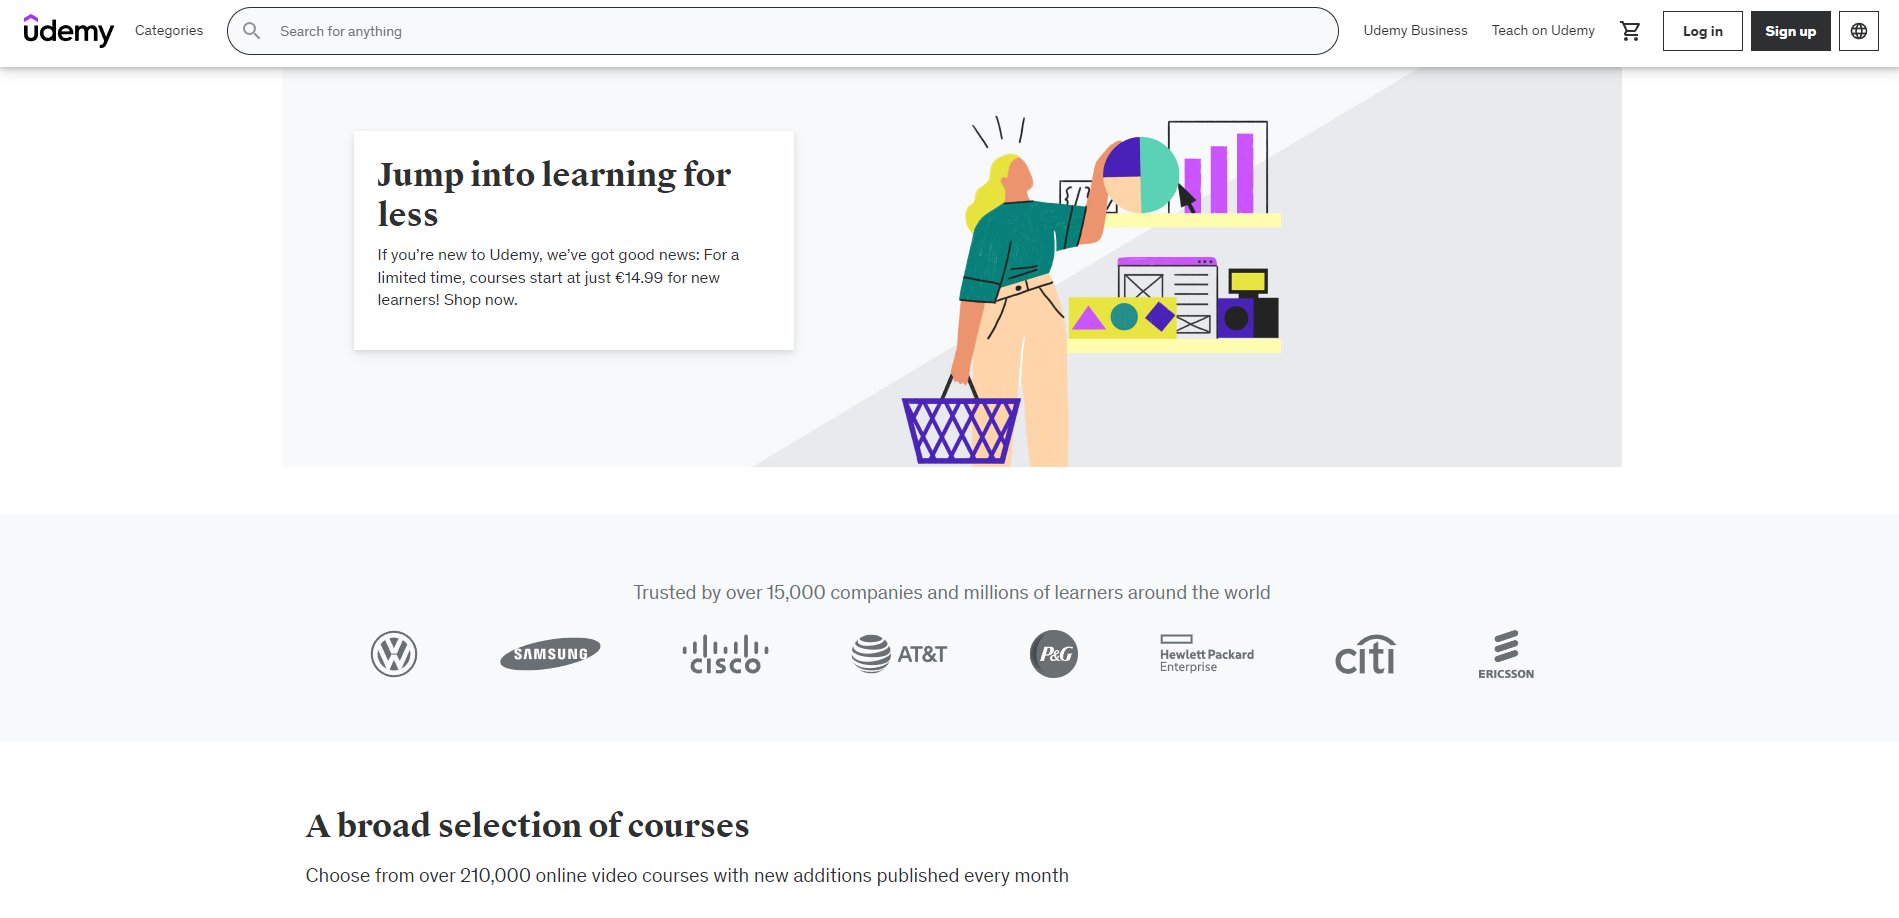 udemy
Categories
Search for anything
Udemy Business
Teach on Udemy
Log in
Sign up
Jump into learning for
less
If you’re new to Udemy, we’ve got good news: For a
limited time, courses start at just €14.99 for new
learners! Shop now.
Trusted by over 15,000 companies and millions of learners around the world
SAMSUNG
CISCO
AT&T
P&G
Hewlett Packard
Enterprise
citi
ERICSSON
A broad selection of courses
Choose from over 210,000 online video courses with new additions published every month